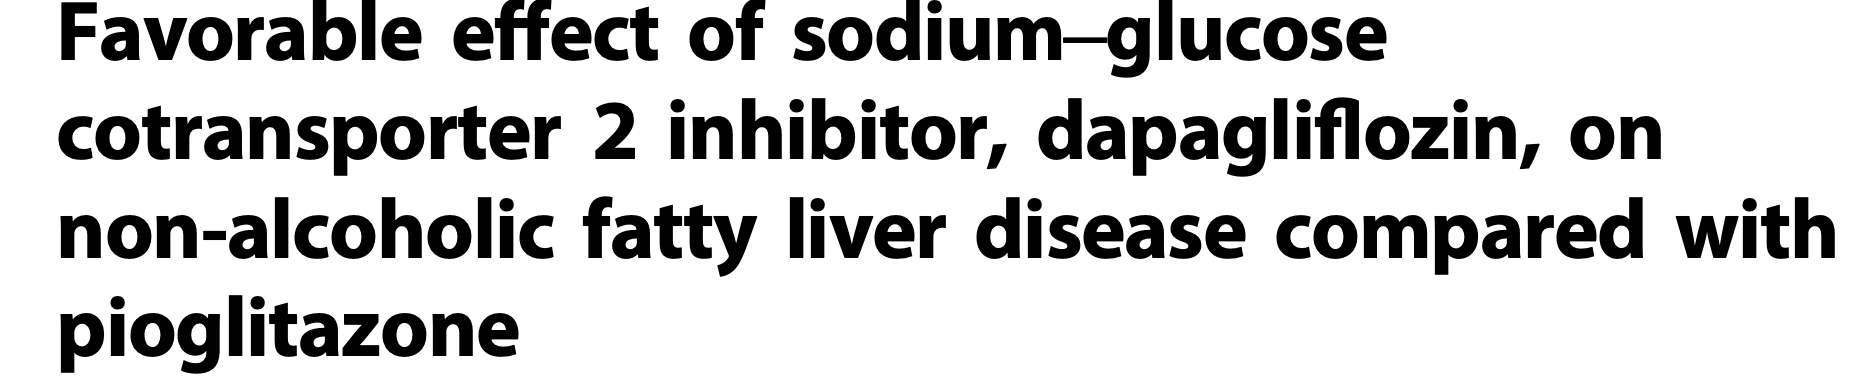 Favorable effect of sodium–glucose
cotransporter 2 inhibitor, dapagliflozin, on
non-alcoholic fatty liver disease compared with
pioglitazone